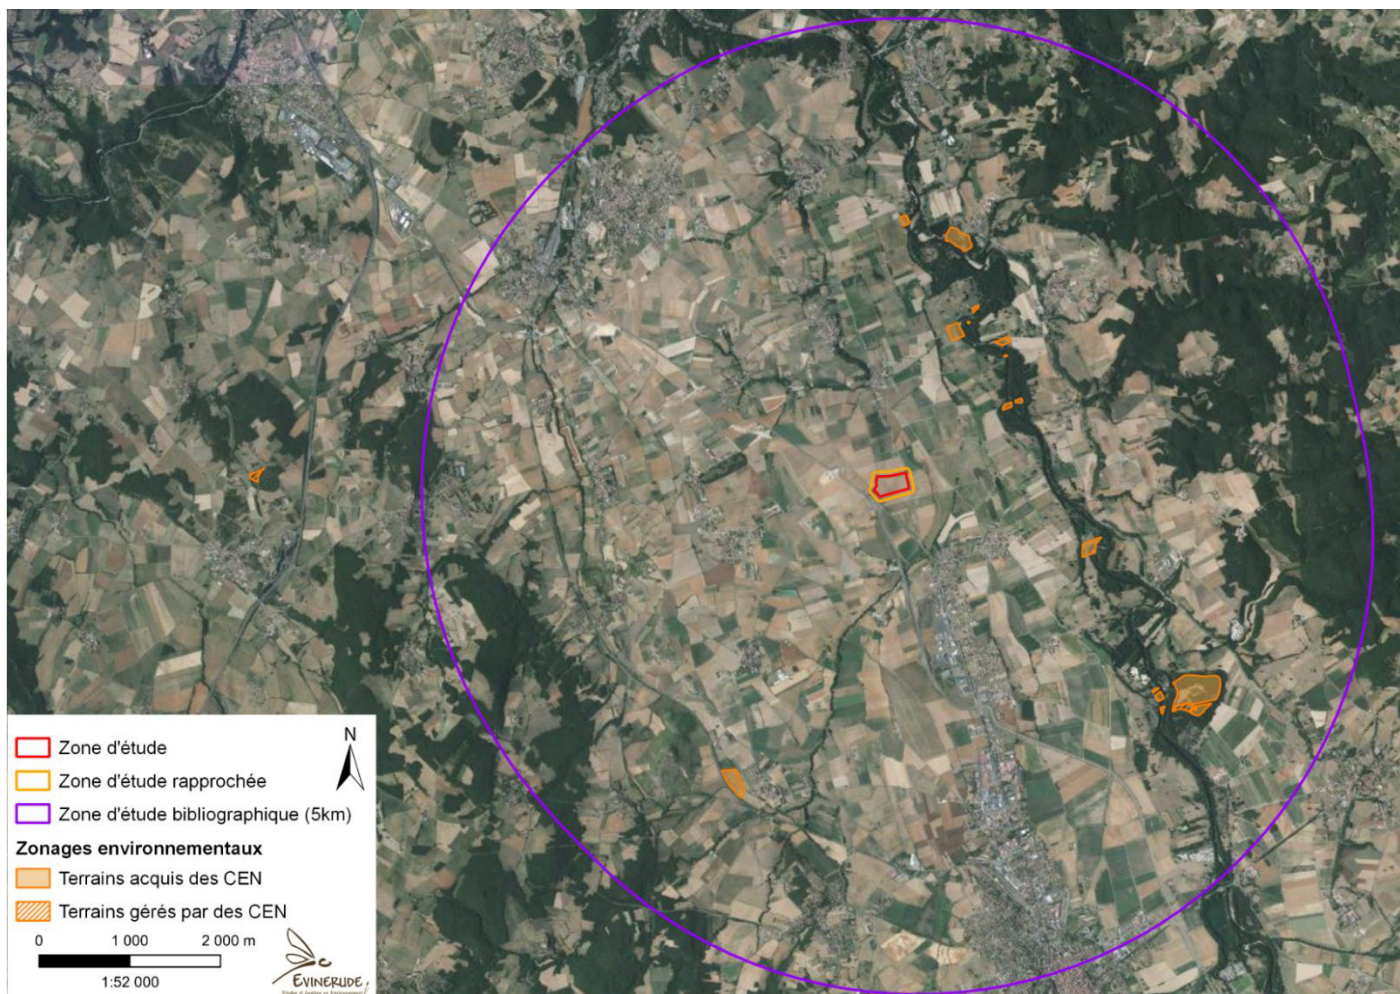 N
Zone d'étude
Zone d'étude rapprochée
Zone d'étude bibliographique (5km)
Zonages environnementaux
Terrains acquis des CEN
Terrains gérés par des CEN
0 1 000 2 000 m
1:52 000
EVINERUDE